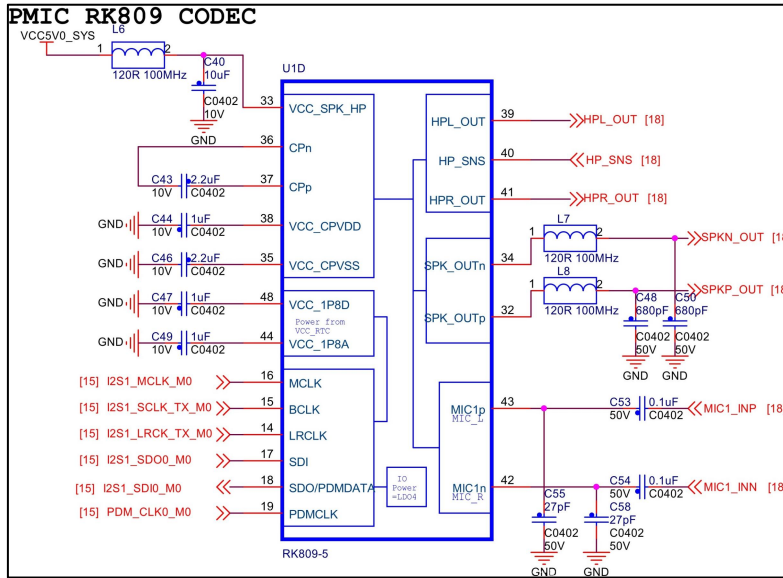 PMIC RK809 CODEC
VCC5V0_SYS
L6
1 2
120R 100MHz
C40
10uF
C0402
10V
GND
U1D
33 VCC_SPK_HP
36 CPn
37 CPp
C43 2.2uF
10V C0402
38 VCC_CPVDD
GND C44 1uF
10V C0402
35 VCC_CPVSS
GND C46 2.2uF
10V C0402
48 VCC_1P8D
GND C47 1uF
10V C0402
Power from
VCC_RTC
44 VCC_1P8A
GND C49 1uF
10V C0402
[15] I2S1_MCLK_M0 16 MCLK
[15] I2S1_SCLK_TX_M0 15 BCLK
[15] I2S1_LRCK_TX_M0 14 LRCLK
[15] I2S1_SDO0_M0 17 SDI
[15] I2S1_SDI0_M0 18 SDO/PDMDATA
[15] PDM_CLK0_M0 19 PDMCLK
IO
Power
=LDO4
RK809-5
HPL_OUT 39 HPL_OUT [18]
HP_SNS 40 HP_SNS [18]
HPR_OUT 41 HPR_OUT [18]
L7
1 2
120R 100MHz
SPK_OUTn 34 SPKN_OUT [18
L8
1 2
120R 100MHz
SPK_OUTp 32 SPKP_OUT [18
C48 C50
680pF 680pF
C0402 C0402
50V 50V
GND GND
MIC1p 43
MIC_L
C53 0.1uF MIC1_INP [18
50V C0402
MIC1n 42
MIC_R
C54 0.1uF MIC1_INN [18
50V C0402
C55
27pF
C0402
50V
GND
C58
27pF
C0402
50V
GND